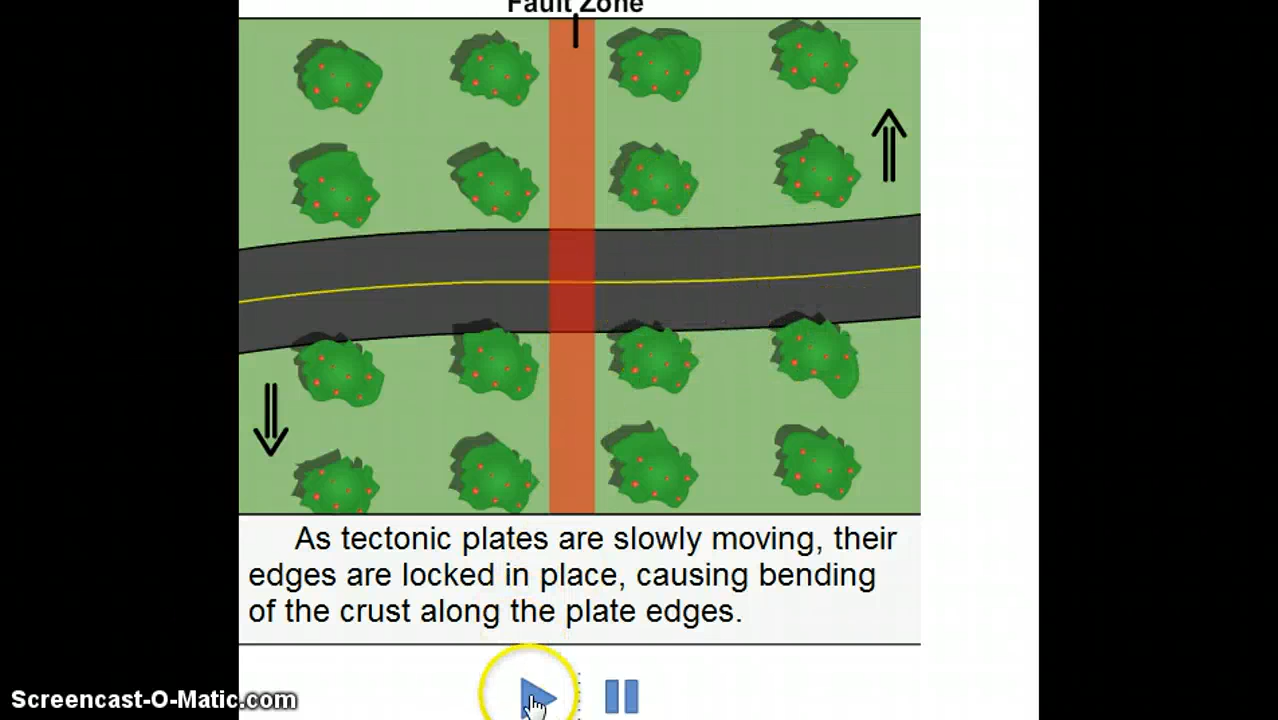 Fault Zone
As tectonic plates are slowly moving, their
edges are locked in place, causing bending
of the crust along the plate edges.
Screencast-O-Matic.com